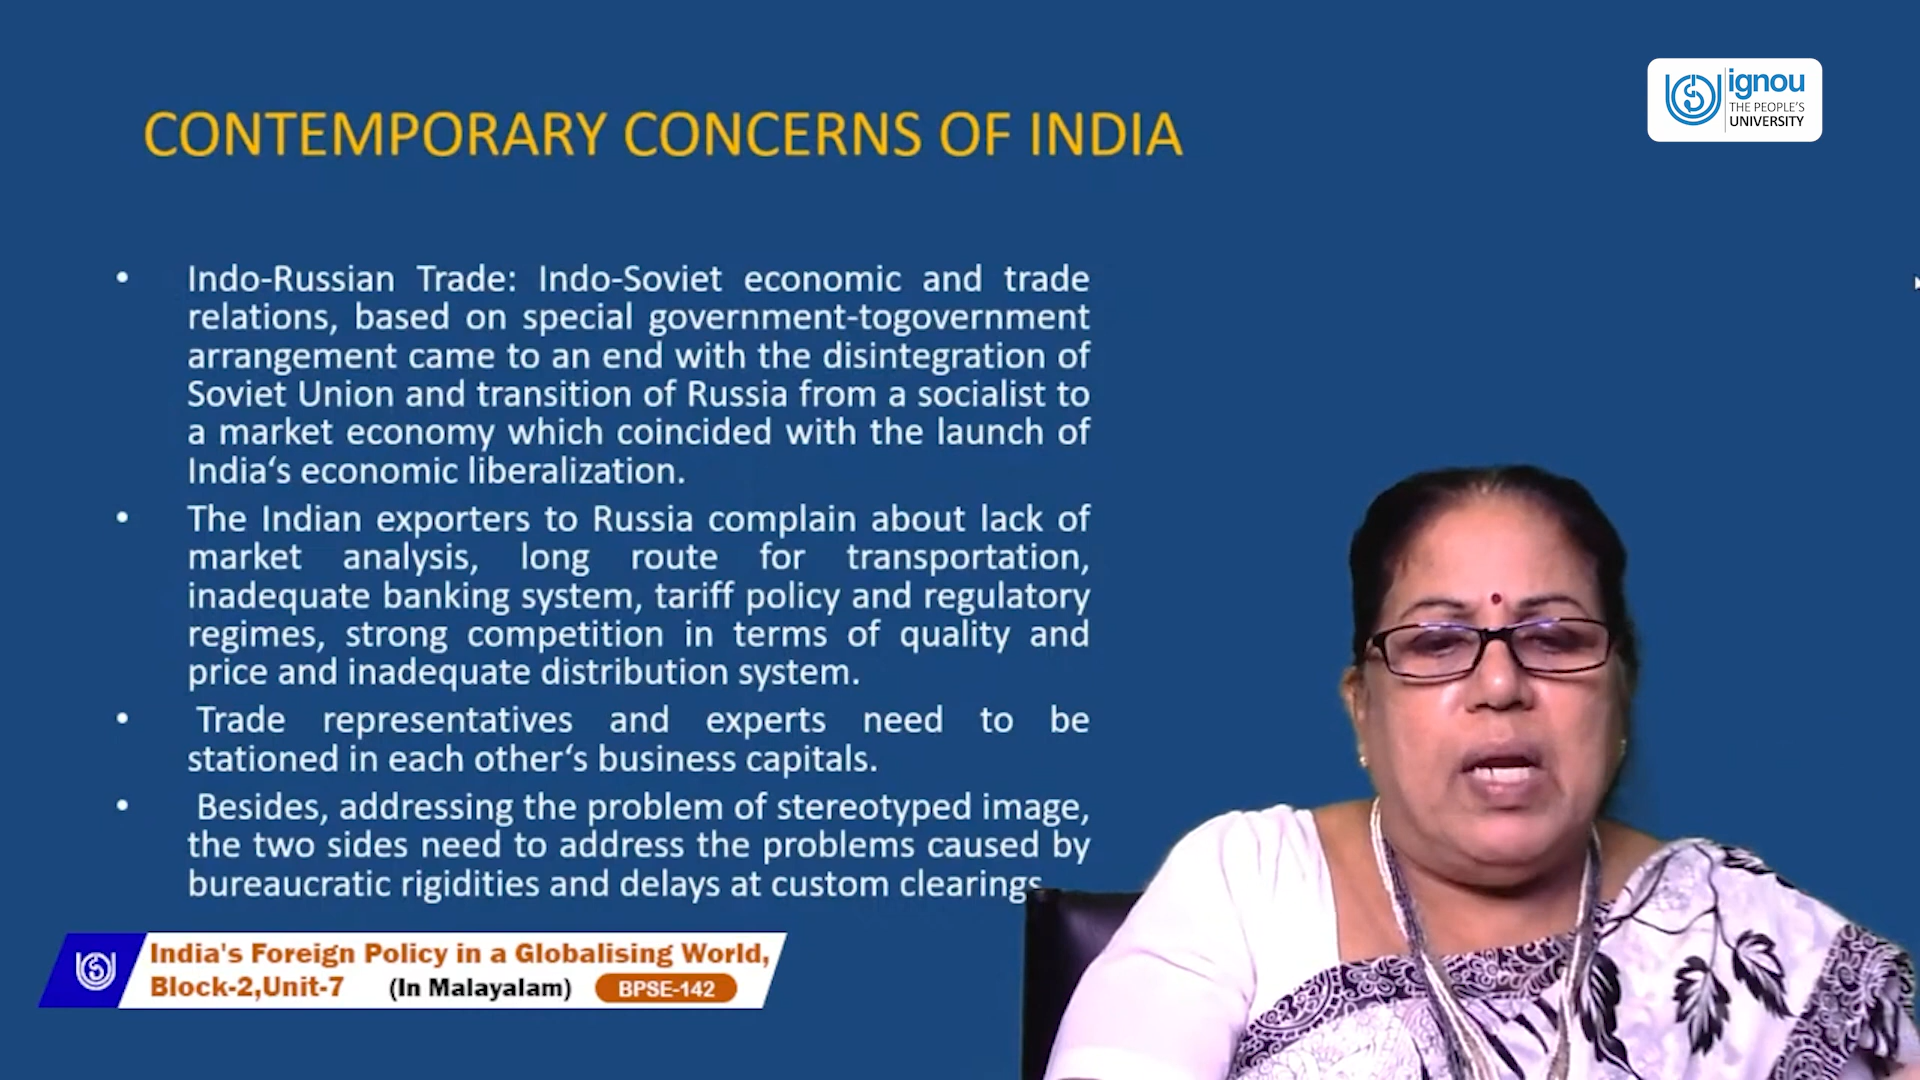 CONTEMPORARY CONCERNS OF INDIA
ignou
THE PEOPLE'S
UNIVERSITY
• Indo-Russian Trade: Indo-Soviet economic and trade
relations, based on special government-togovernment
arrangement came to an end with the disintegration of
Soviet Union and transition of Russia from a socialist to
a market economy which coincided with the launch of
India‘s economic liberalization.
• The Indian exporters to Russia complain about lack of
market analysis, long route for transportation,
inadequate banking system, tariff policy and regulatory
regimes, strong competition in terms of quality and
price and inadequate distribution system.
• Trade representatives and experts need to be
stationed in each other‘s business capitals.
• Besides, addressing the problem of stereotyped image,
the two sides need to address the problems caused by
bureaucratic rigidities and delays at custom clearings
India's Foreign Policy in a Globalising World,
Block-2,Unit-7 (In Malayalam) BPSE-142